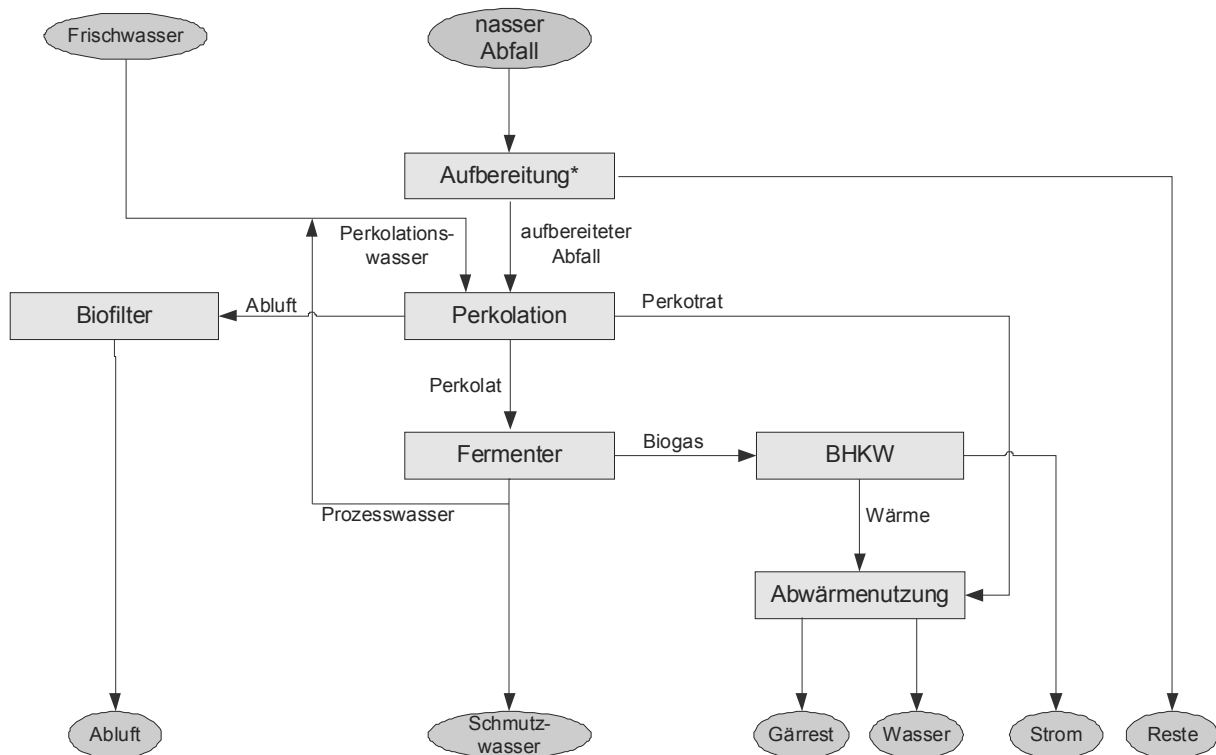 Frischwasser
nasser
Abfall
Aufbereitung*
Perkolations-
wasser
aufbereiteter
Abfall
Biofilter
Abluft
Perkolation
Perkotrat
Perkolat
Fermenter
Biogas
BHKW
Prozesswasser
Wärme
Abwärmenutzung
Abluft
Schmutz-
wasser
Gärrest
Wasser
Strom
Reste